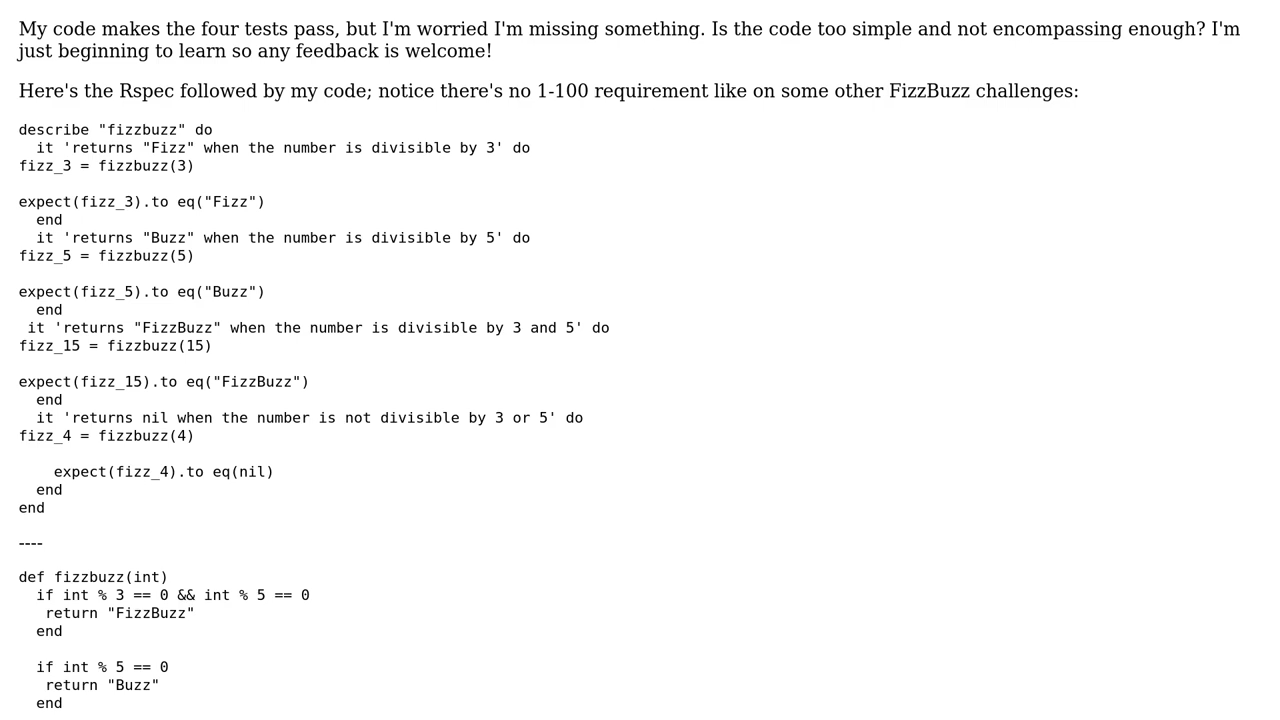 My code makes the four tests pass, but I'm worried I'm missing something. Is the code too simple and not encompassing enough? I'm
just beginning to learn so any feedback is welcome!
Here's the Rspec followed by my code; notice there's no 1-100 requirement like on some other FizzBuzz challenges:
describe "fizzbuzz" do
  it 'returns "Fizz" when the number is divisible by 3' do
fizz_3 = fizzbuzz(3)

expect(fizz_3).to eq("Fizz")
  end
  it 'returns "Buzz" when the number is divisible by 5' do
fizz_5 = fizzbuzz(5)

expect(fizz_5).to eq("Buzz")
  end
 it 'returns "FizzBuzz" when the number is divisible by 3 and 5' do
fizz_15 = fizzbuzz(15)

expect(fizz_15).to eq("FizzBuzz")
  end
  it 'returns nil when the number is not divisible by 3 or 5' do
fizz_4 = fizzbuzz(4)

    expect(fizz_4).to eq(nil)
  end
end

----

def fizzbuzz(int)
  if int % 3 == 0 && int % 5 == 0
   return "FizzBuzz"
  end

  if int % 5 == 0
   return "Buzz"
  end